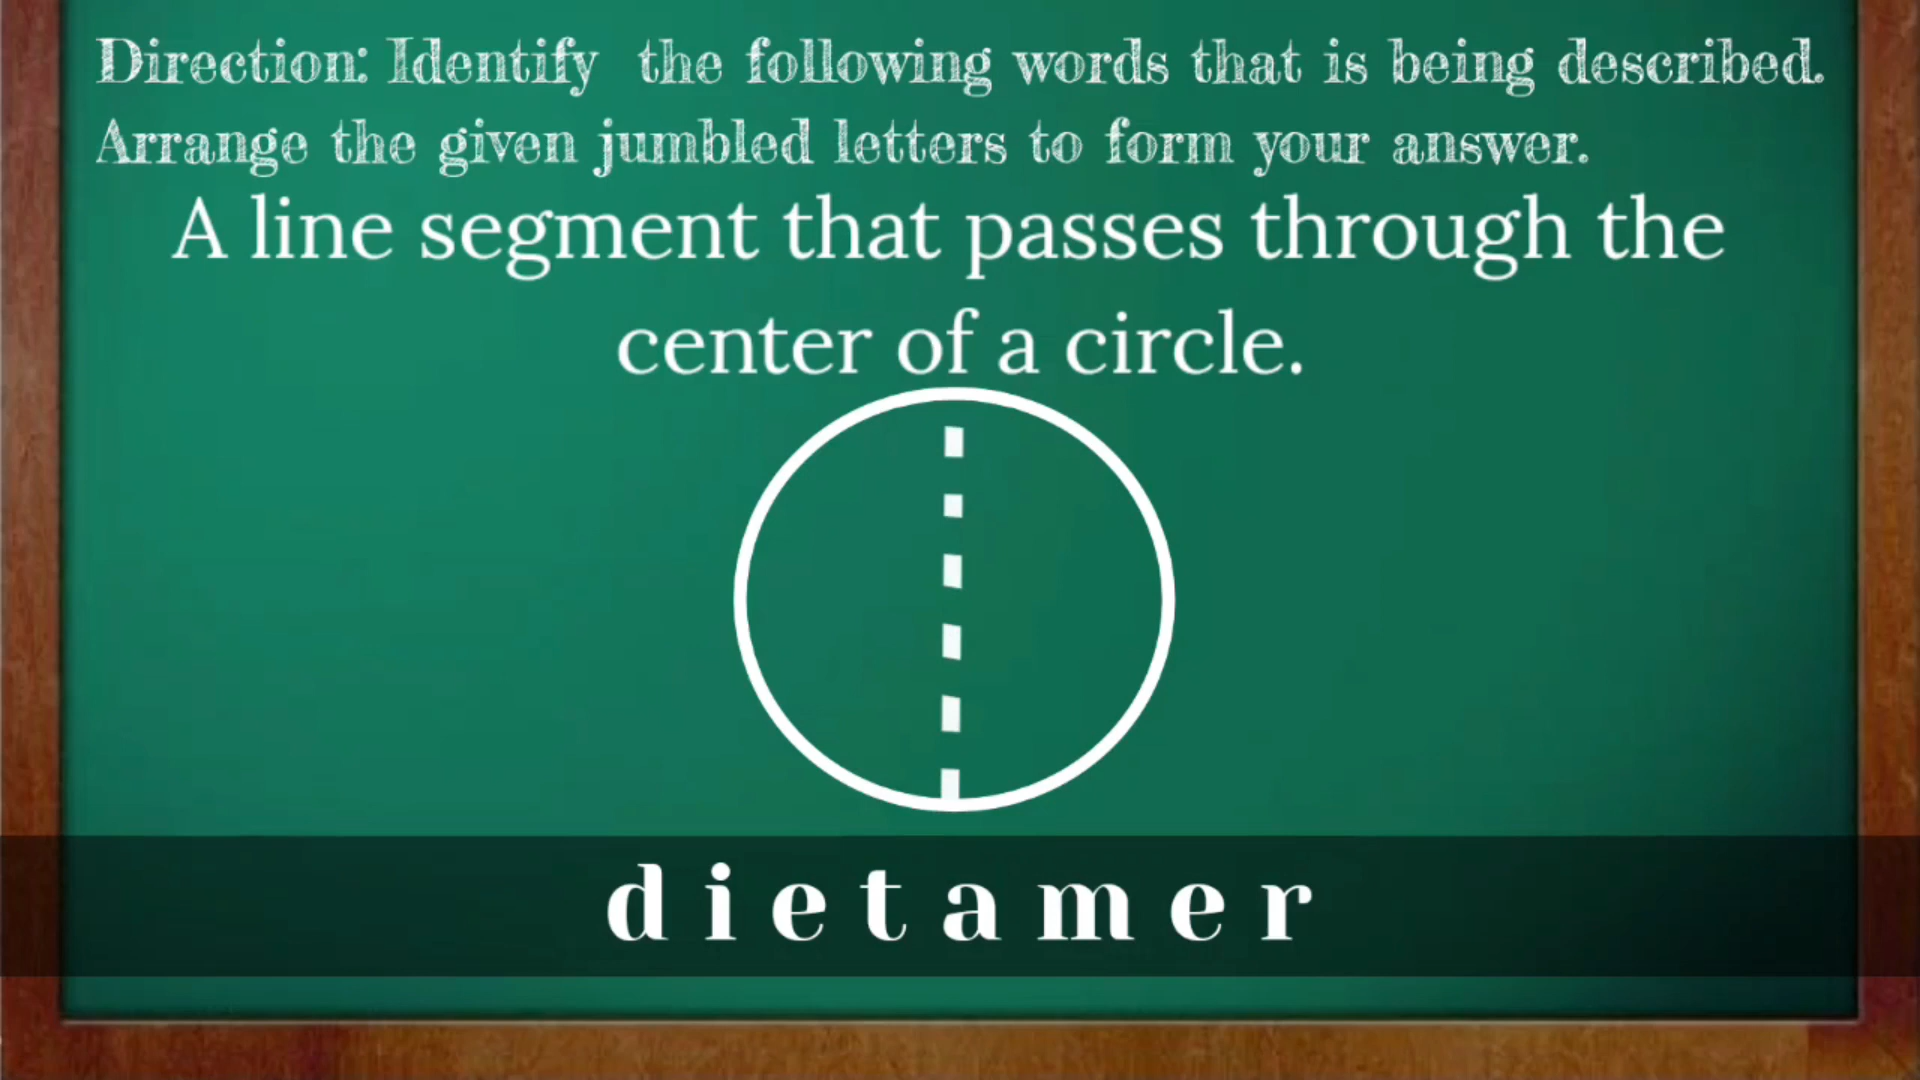 Direction: Identify the following words that is being described.
Arrange the given jumbled letters to form your answer.
A line segment that passes through the
center of a circle.
d i e t a m e r